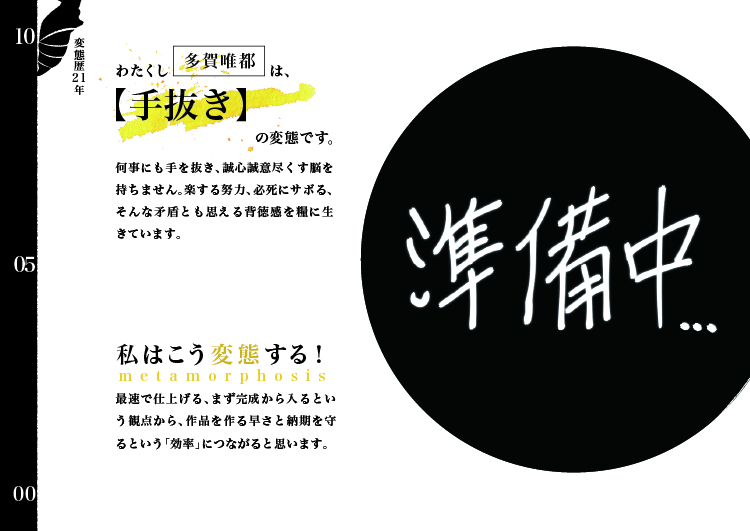 10
変態歴21年
わたくし 多賀唯都 は、
【手抜き】
の変態です。
何事にも手を抜き、誠心誠意尽くす脳を
持ちません。楽する努力、必死にサボる、
そんな矛盾とも思える背徳感を糧に生
きています。
05
準備中...
私はこう変態する！
metamorphosis
最速で仕上げる、まず完成から入るとい
う観点から、作品を作る早さと納期を守
るという「効率」につながると思います。
00